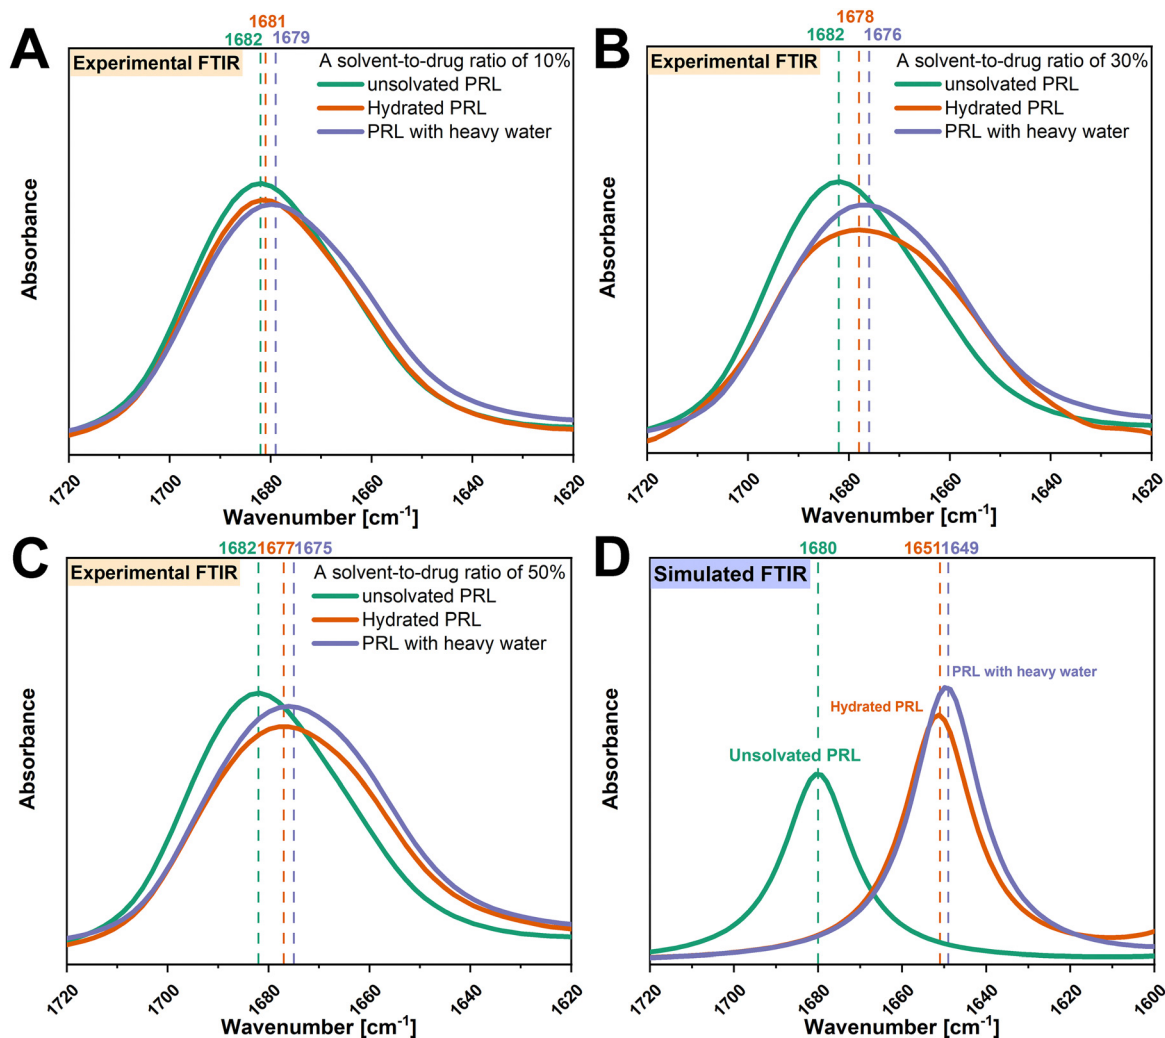 A
1681
1682
1679
Experimental FTIR
A solvent-to-drug ratio of 10%
unsolvated PRL
Hydrated PRL
PRL with heavy water
Absorbance
1720
1700
1680
1660
1640
1620
Wavenumber [cm⁻¹]
B
1678
1682
1676
Experimental FTIR
A solvent-to-drug ratio of 30%
unsolvated PRL
Hydrated PRL
PRL with heavy water
Absorbance
1720
1700
1680
1660
1640
1620
Wavenumber [cm⁻¹]
C
1682
1677
1675
Experimental FTIR
A solvent-to-drug ratio of 50%
unsolvated PRL
Hydrated PRL
PRL with heavy water
Absorbance
1720
1700
1680
1660
1640
1620
Wavenumber [cm⁻¹]
D
1680
1651
1649
Simulated FTIR
PRL with heavy water
Hydrated PRL
Unsolvated PRL
Absorbance
1720
1700
1680
1660
1640
1620
1600
Wavenumber [cm⁻¹]